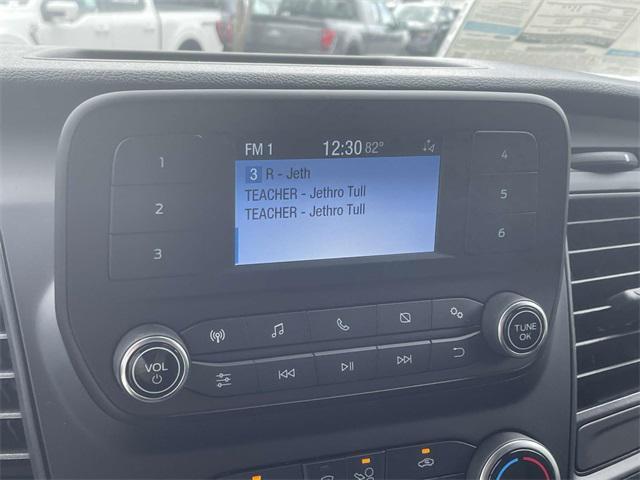 FM 1 12:30 82°
3 R - Jeth
TEACHER - Jethro Tull
TEACHER - Jethro Tull
1
2
3
4
5
6
VOL
TUNE
OK